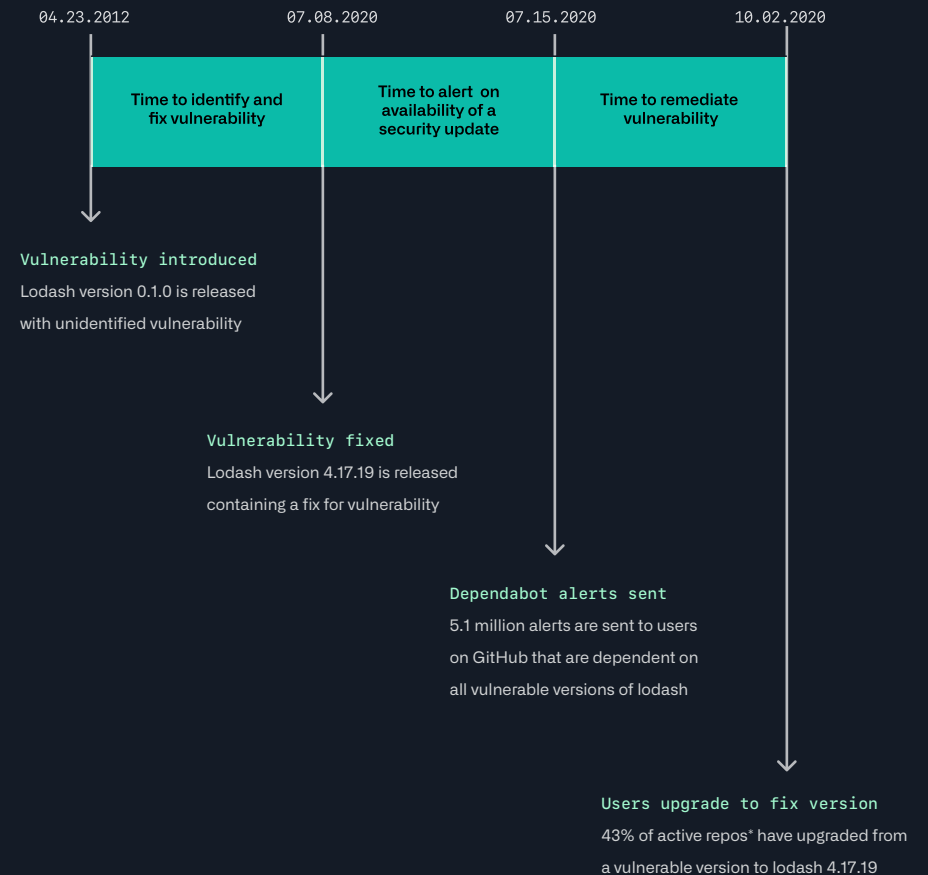 04.23.2012
07.08.2020
07.15.2020
10.02.2020
Time to identify and
fix vulnerability
Time to alert on
availability of a
security update
Time to remediate
vulnerability
Vulnerability introduced
Lodash version 0.1.0 is released
with unidentified vulnerability
Vulnerability fixed
Lodash version 4.17.19 is released
containing a fix for vulnerability
Dependabot alerts sent
5.1 million alerts are sent to users
on GitHub that are dependent on
all vulnerable versions of lodash
Users upgrade to fix version
43% of active repos* have upgraded from
a vulnerable version to lodash 4.17.19